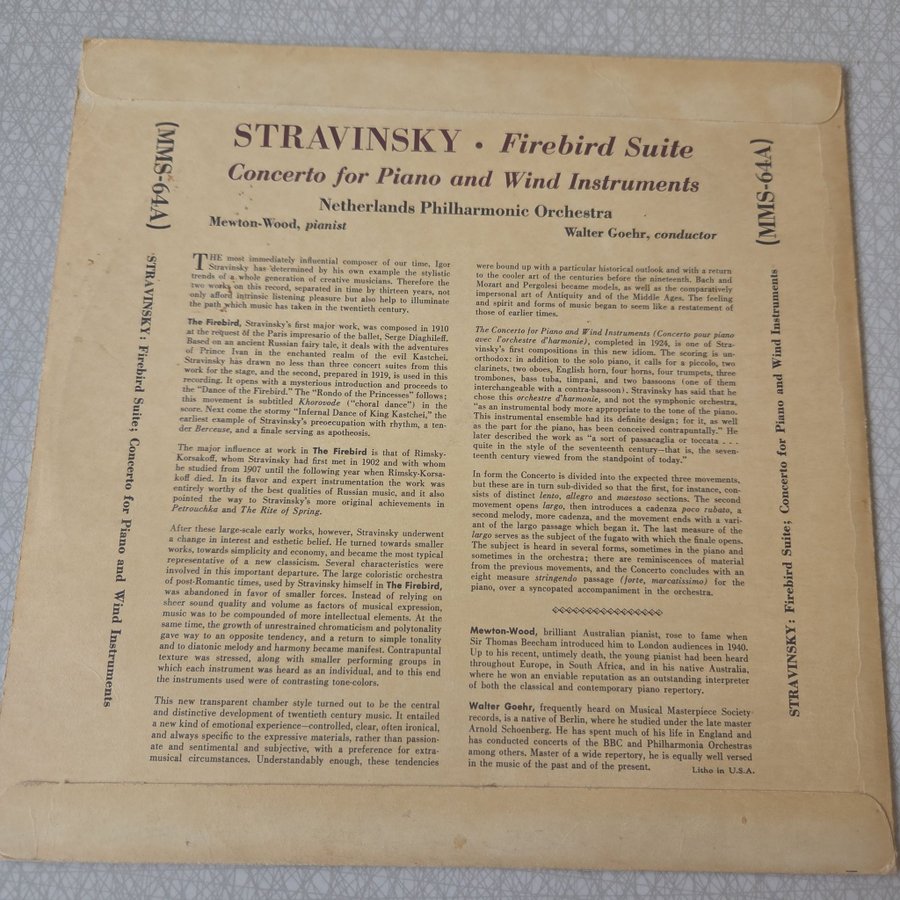 STRAVINSKY • Firebird Suite
Concerto for Piano and Wind Instruments
Netherlands Philharmonic Orchestra
Mewton-Wood, pianist
Walter Goehr, conductor
(MMS-64A)
STRAVINSKY: Firebird Suite; Concerto for Piano and Wind Instruments
THE most immediately influential composer of our time, Igor
Stravinsky has determined by his own example the stylistic
trends of a whole generation of creative musicians. Therefore the
two works on this record, separated in time by thirteen years, not
only afford intrinsic listening pleasure but also help to illuminate
the path which music has taken in the twentieth century.
The Firebird, Stravinsky's first major work, was composed in 1910
at the request of the Paris impresario of the ballet, Serge Diaghileff.
Based on an ancient Russian fairy tale, it deals with the adventures
of Prince Ivan in the enchanted realm of the evil Kastchei.
Stravinsky has drawn no less than three concert suites from this
work for the stage, and the second, prepared in 1919, is used in this
recording. It opens with a mysterious introduction and proceeds to
the "Dance of the Firebird." The "Rondo of the Princesses" follows;
this movement is subtitled Khorovode ("choral dance") in the
score. Next come the stormy "Infernal Dance of King Kastchei," the
earliest example of Stravinsky's preoecupation with rhythm, a ten-
der Berceuse, and a finale serving as apotheosis.
The major influence at work in The Firebird is that of Rimsky-
Korsakoff, whom Stravinsky had first met in 1902 and with whom
he studied from 1907 until the following year when Rimsky-Korsa-
koff died. In its flavor and expert instrumentation the work was
entirely worthy of the best qualities of Russian music, and it also
pointed the way to Stravinsky's more original achievements in
Petrouchka and The Rite of Spring.
After these large-scale early works, however, Stravinsky underwent
a change in interest and esthetic belief. He turned towards smaller
works, towards simplicity and economy, and became the most typical
representative of a new classicism. Several characteristics were
involved in this important departure. The large coloristic orchestra
of post-Romantic times, used by Stravinsky himself in The Firebird,
was abandoned in favor of smaller forces. Instead of relying on
sheer sound quality and volume as factors of musical expression,
music was to be compounded of more intellectual elements. At the
same time, the growth of unrestrained chromaticism and polytonality
gave way to an opposite tendency, and a return to simple tonality
and to diatonic melody and harmony became manifest. Contrapuntal
texture was stressed, along with smaller performing groups in
which each instrument was heard as an individual, and to this end
the instruments used were of contrasting tone-colors.
This new transparent chamber style turned out to be the central
and distinctive development of twentieth century music. It entailed
a new kind of emotional experience—controlled, clear, often ironical,
and always specific to the expressive materials, rather than passion-
ate and sentimental and subjective, with a preference for extra-
musical circumstances. Understandably enough, these tendencies
were bound up with a particular historical outlook and with a return
to the cooler art of the centuries before the nineteenth. Bach and
Mozart and Pergolesi became models, as well as the comparatively
impersonal art of Antiquity and of the Middle Ages. The feeling
and spirit and forms of music began to seem like a restatement of
those of earlier times.
The Concerto for Piano and Wind Instruments (Concerto pour piano
avec l'orchestre d'harmonie), completed in 1924, is one of Stra-
vinsky's first compositions in this new idiom. The scoring is un-
orthodox: in addition to the solo piano, it calls for a piccolo, two
clarinets, two oboes, English horn, four horns, four trumpets, three
trombones, bass tuba, timpani, and two bassoons (one of them
interchangeable with a contra-bassoon). Stravinsky has said that he
chose this orchestre d'harmonie, and not the symphonic orchestra,
"as an instrumental body more appropriate to the tone of the piano.
This instrumental ensemble had its definite design; for it, as well
as the part for piano, has been conceived contrapuntally." He
later described the work as "a sort of passacaglia or toccata . . .
quite in the style of the seventeenth century—that is, the seven-
teenth century viewed from the standpoint of today."
In form the Concerto is divided into the expected three movements,
but these are in turn sub-divided so that the first, for instance, con-
sists of distinct lento, allegro and maestoso sections. The second
movement opens largo, then introduces a cadenza poco rubato, a
second melody, more cadenza, and the movement ends with a vari-
ant of the largo passage which began it. The last measure of the
largo serves as the subject of the fugato with which the finale opens.
The subject is heard in several forms, sometimes in the piano and
sometimes in the orchestra; there are reminiscences of material
from the previous movements, and the Concerto concludes with an
eight measure stringendo passage (forte, marcatissimo) for the
piano, over a syncopated accompaniment in the orchestra.
Mewton-Wood, brilliant Australian pianist, rose to fame when
Sir Thomas Beecham introduced him to London audiences in 1940.
Up to his recent, untimely death, the young pianist had been heard
throughout Europe, in South Africa, and in his native Australia,
where he won an enviable reputation as an outstanding interpreter
of both the classical and contemporary piano repertory.
Walter Goehr, frequently heard on Musical Masterpiece Society
records, is a native of Berlin, where he studied under the late master
Arnold Schoenberg. He has spent much of his life in England and
has conducted concerts of the BBC and Philharmonia Orchestras
among others. Master of a wide repertory, he is equally well versed
in the music of the past and of the present.
Litho in U.S.A.
(MMS-64A)
STRAVINSKY: Firebird Suite; Concerto for Piano and Wind Instruments